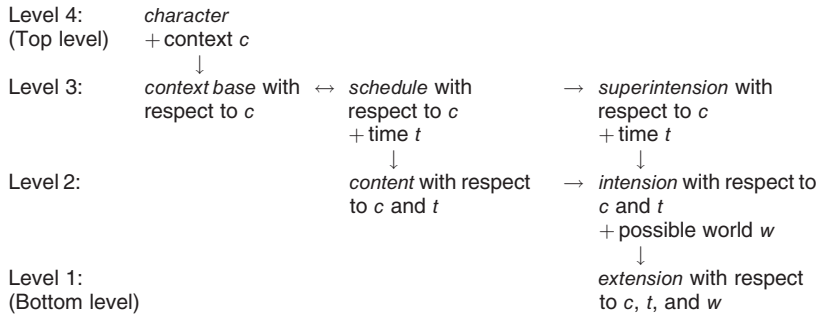 Level 4: character
(Top level) + context c
↓
Level 3: context base with ↔ schedule with → superintension with
respect to c respect to c respect to c
+ time t + time t
↓ ↓
Level 2: content with respect → intension with respect to
to c and t c and t
+ possible world w
↓
Level 1: extension with respect
(Bottom level) to c, t, and w